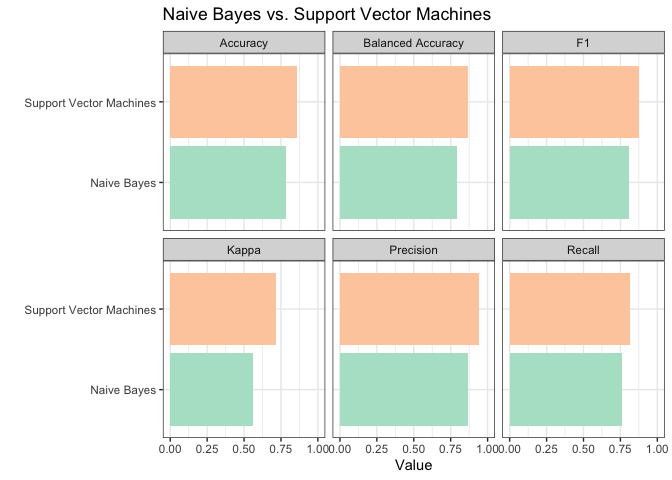 Naive Bayes vs. Support Vector Machines
Accuracy
Balanced Accuracy
F1
Support Vector Machines
Naive Bayes
Kappa
Precision
Recall
Support Vector Machines
Naive Bayes
0.00 0.25 0.50 0.75 1.00 0.00 0.25 0.50 0.75 1.00 0.00 0.25 0.50 0.75 1.00
Value